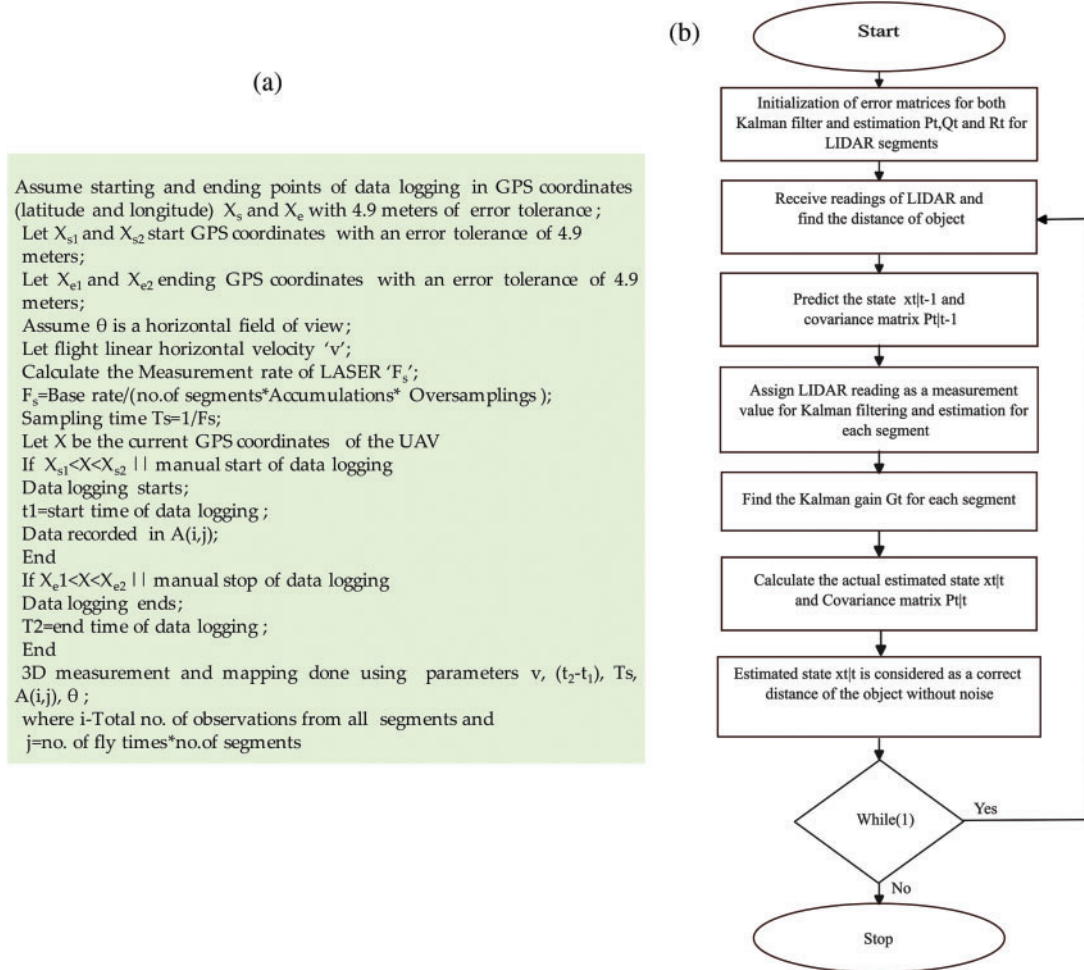 (a)
Assume starting and ending points of data logging in GPS coordinates
(latitude and longitude) Xs and Xe with 4.9 meters of error tolerance ;
Let Xs1 and Xs2 start GPS coordinates with an error tolerance of 4.9
meters;
Let Xe1 and Xe2 ending GPS coordinates with an error tolerance of 4.9
meters;
Assume θ is a horizontal field of view;
Let flight linear horizontal velocity ‘v’;
Calculate the Measurement rate of LASER ‘Fs’;
Fs=Base rate/(no.of segments*Accumulations* Oversamplings );
Sampling time Ts=1/Fs;
Let X be the current GPS coordinates of the UAV
If Xs1<X<Xs2 || manual start of data logging
Data logging starts;
t1=start time of data logging ;
Data recorded in A(i,j);
End
If Xe1<X<Xe2 || manual stop of data logging
Data logging ends;
T2=end time of data logging ;
End
3D measurement and mapping done using parameters v, (t2-t1), Ts,
A(i,j), θ ;
where i-Total no. of observations from all segments and
j=no. of fly times*no.of segments
(b)
Start
Initialization of error matrices for both
Kalman filter and estimation Pt,Qt and Rt for
LIDAR segments
Receive readings of LIDAR and
find the distance of object
Predict the state xt|t-1 and
covariance matrix Pt|t-1
Assign LIDAR reading as a measurement
value for Kalman filtering and estimation for
each segment
Find the Kalman gain Gt for each segment
Calculate the actual estimated state xt|t
and Covariance matrix Pt|t
Estimated state xt|t is considered as a correct
distance of the object without noise
While(1)
Yes
No
Stop